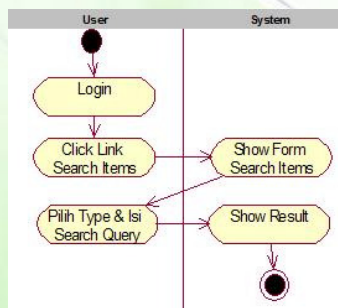 User
System
Login
Click Link
Search Items
Show Form
Search Items
Pilih Type & Isi
Search Query
Show Result